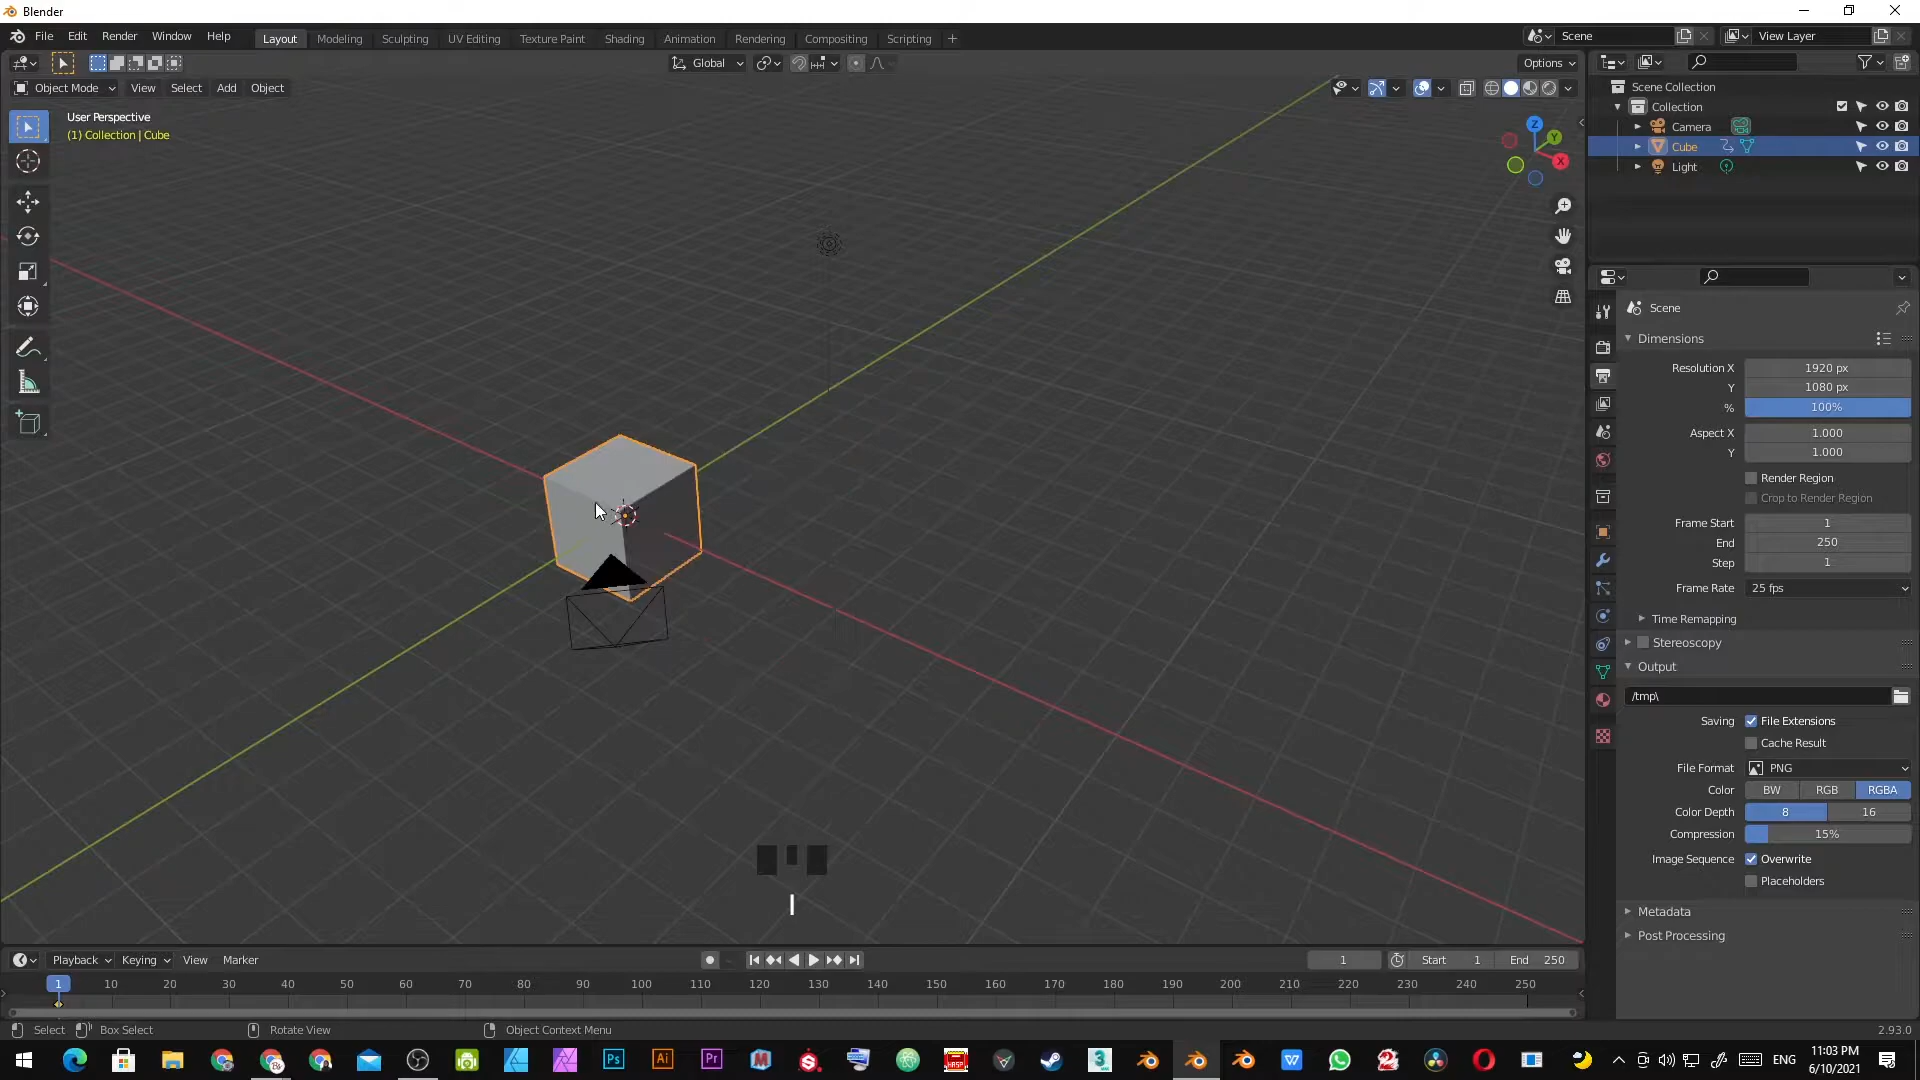 Blender
File Edit Render Window Help
Layout Modeling Sculpting UV Editing Texture Paint Shading Animation Rendering Compositing Scripting +
Scene
View Layer
Global
Options
Object Mode View Select Add Object
User Perspective
(1) Collection | Cube
Z
Y
X
Scene Collection
Collection
Camera
Cube
Light
Scene
Dimensions
Resolution X 1920 px
Y 1080 px
% 100%
Aspect X 1.000
Y 1.000
Render Region
Crop to Render Region
Frame Start 1
End 250
Step 1
Frame Rate 25 fps
Time Remapping
Stereoscopy
Output
/tmp\
Saving File Extensions
Cache Result
File Format PNG
Color BW RGB RGBA
Color Depth 8 16
Compression 15%
Image Sequence Overwrite
Placeholders
Metadata
Post Processing
I
Playback Keying View Marker
1 Start 1 End 250
1 10 20 30 40 50 60 70 80 90 100 110 120 130 140 150 160 170 180 190 200 210 220 230 240 250
Select Box Select Rotate View Object Context Menu 2.93.0
Ps Ai Pr
ENG
11:03 PM
6/10/2021